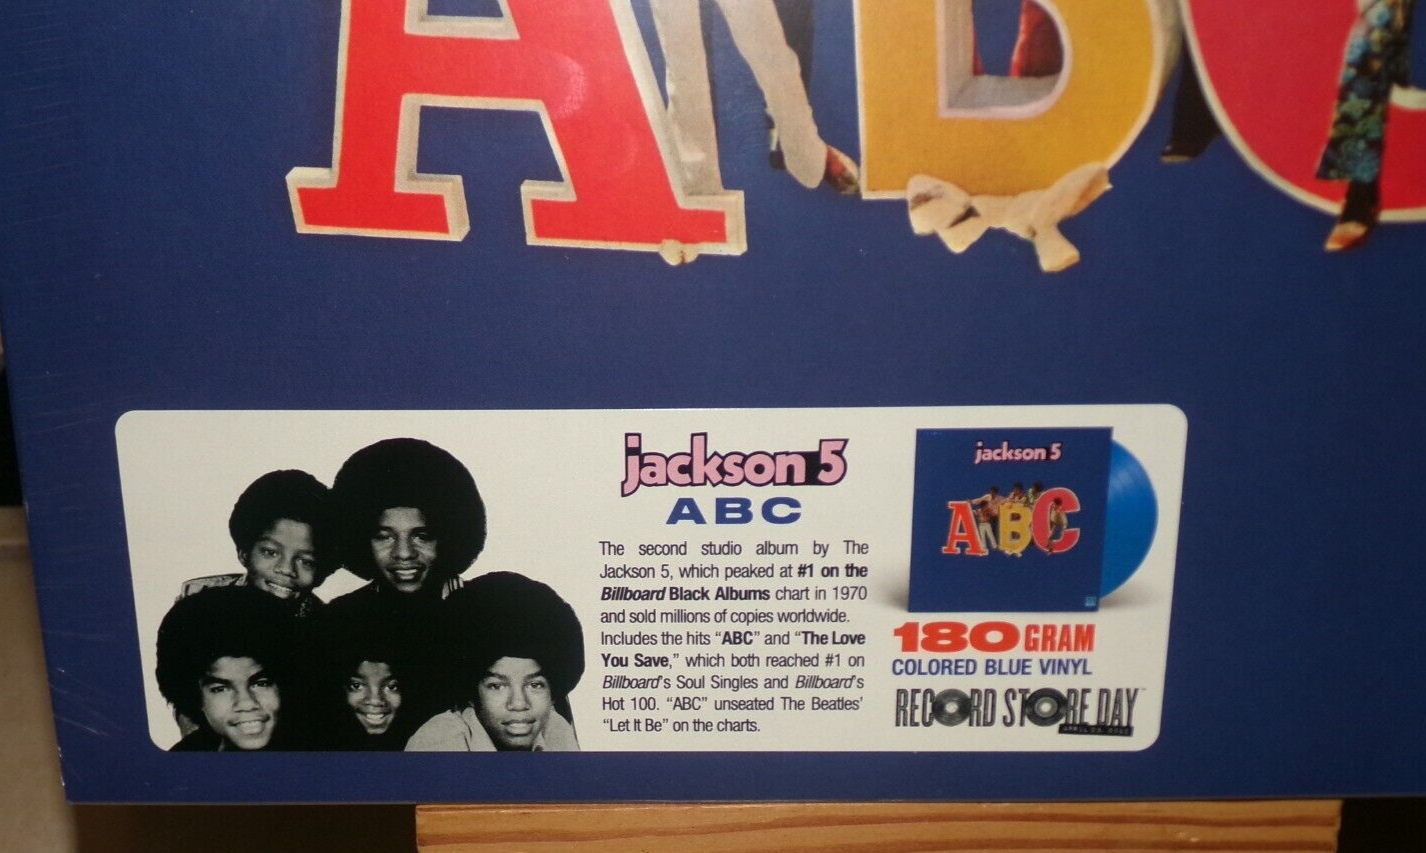 ABC
jackson 5
ABC
The second studio album by The
Jackson 5, which peaked at #1 on the
Billboard Black Albums chart in 1970
and sold millions of copies worldwide.
Includes the hits “ABC” and “The Love
You Save,” which both reached #1 on
Billboard’s Soul Singles and Billboard’s
Hot 100. “ABC” unseated The Beatles’
“Let It Be” on the charts.
jackson 5
ABC
180 GRAM
COLORED BLUE VINYL
RECORD STORE DAY